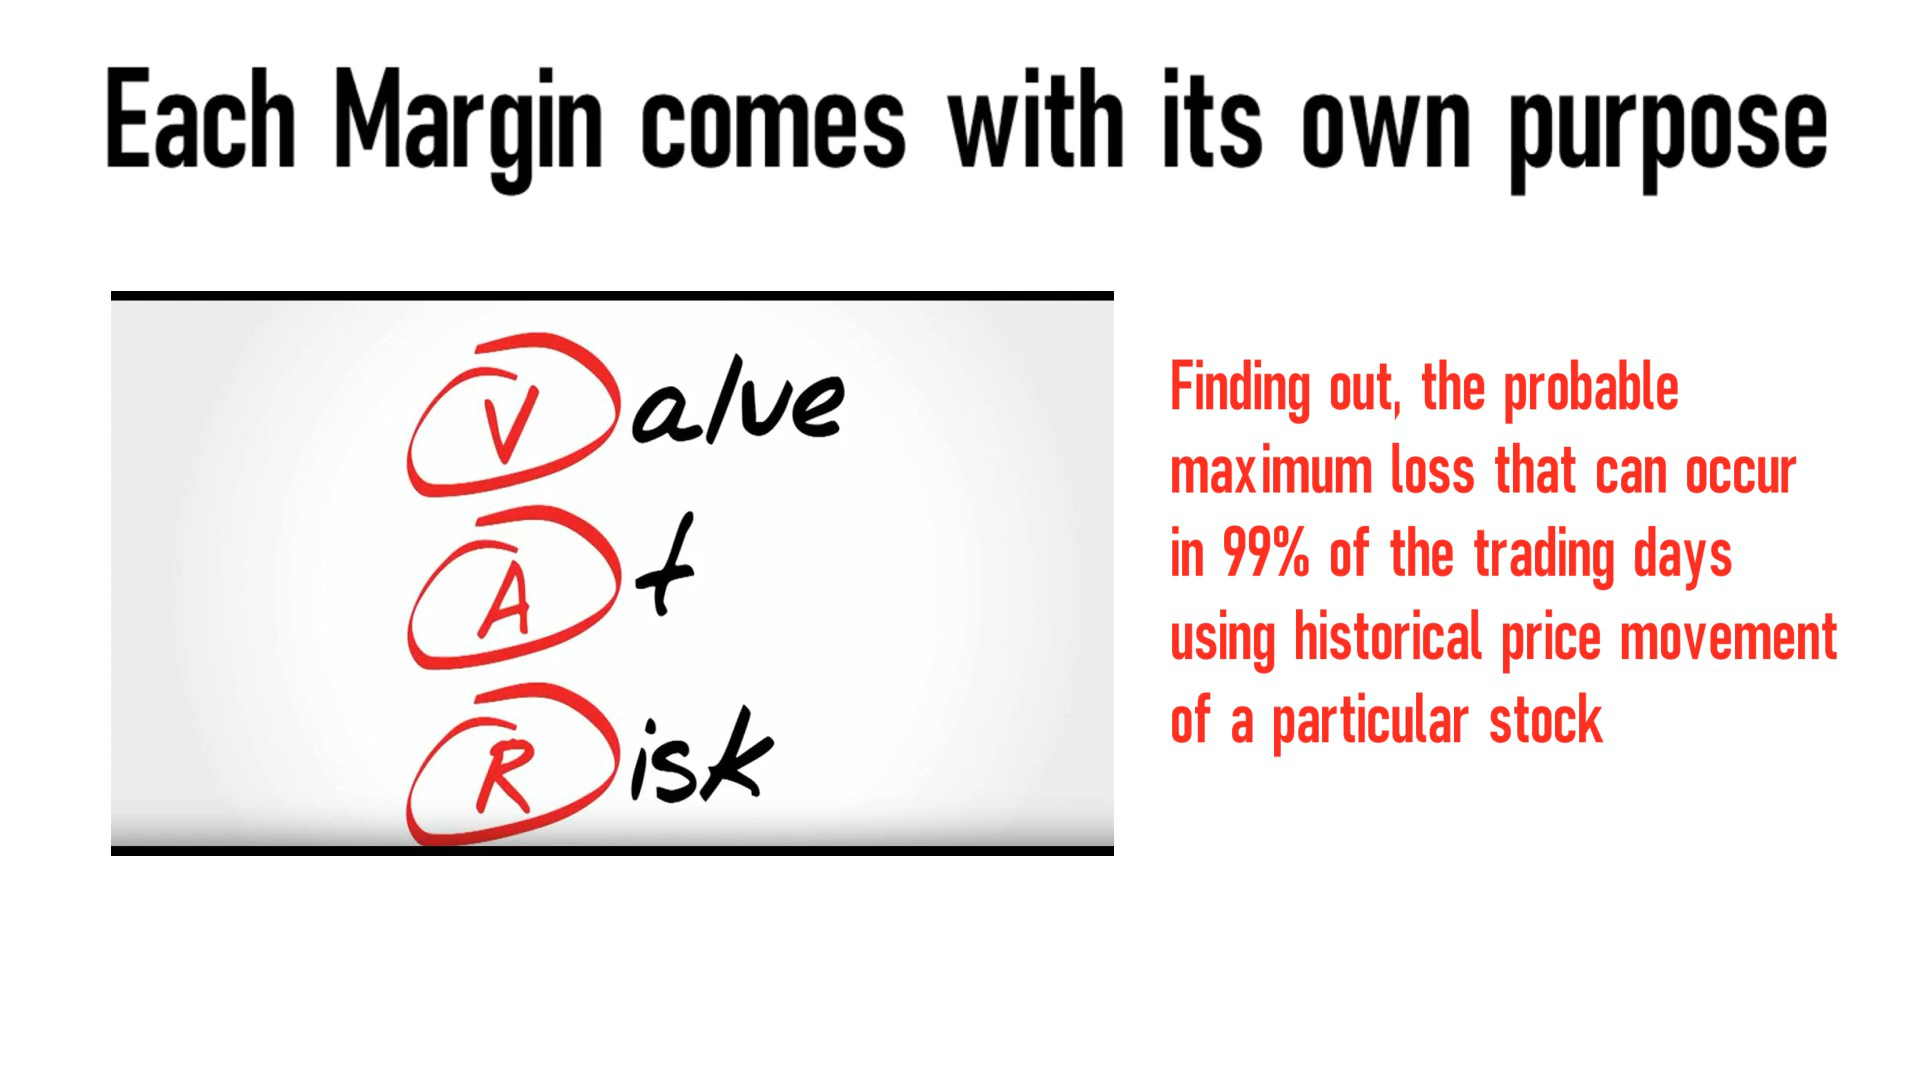 Each Margin comes with its own purpose
Value
At
Risk
Finding out, the probable
maximum loss that can occur
in 99% of the trading days
using historical price movement
of a particular stock